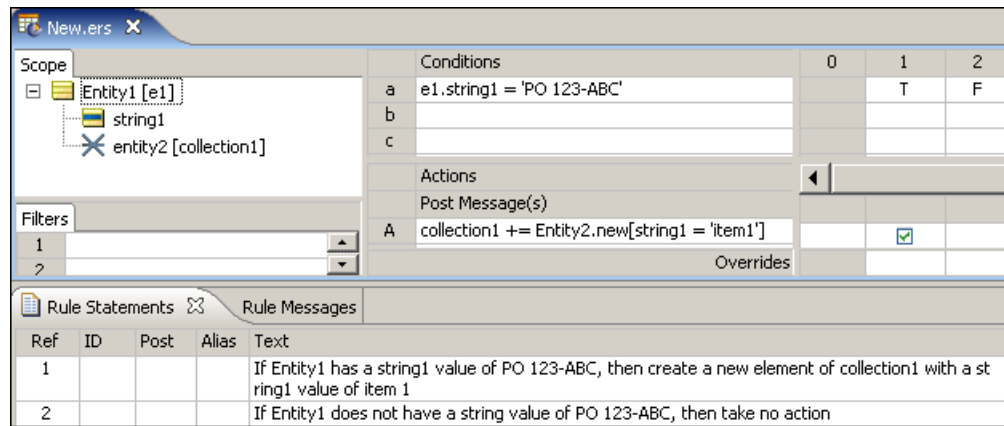 New.ers
Scope
Conditions 0 1 2
Entity1 [e1]
a e1.string1 = 'PO 123-ABC' T F
string1
b
entity2 [collection1]
c
Actions
Post Message(s)
Filters
A collection1 += Entity2.new[string1 = 'item1']
1
2
Overrides
Rule Statements Rule Messages
Ref ID Post Alias Text
1 If Entity1 has a string1 value of PO 123-ABC, then create a new element of collection1 with a st
ring1 value of item 1
2 If Entity1 does not have a string value of PO 123-ABC, then take no action